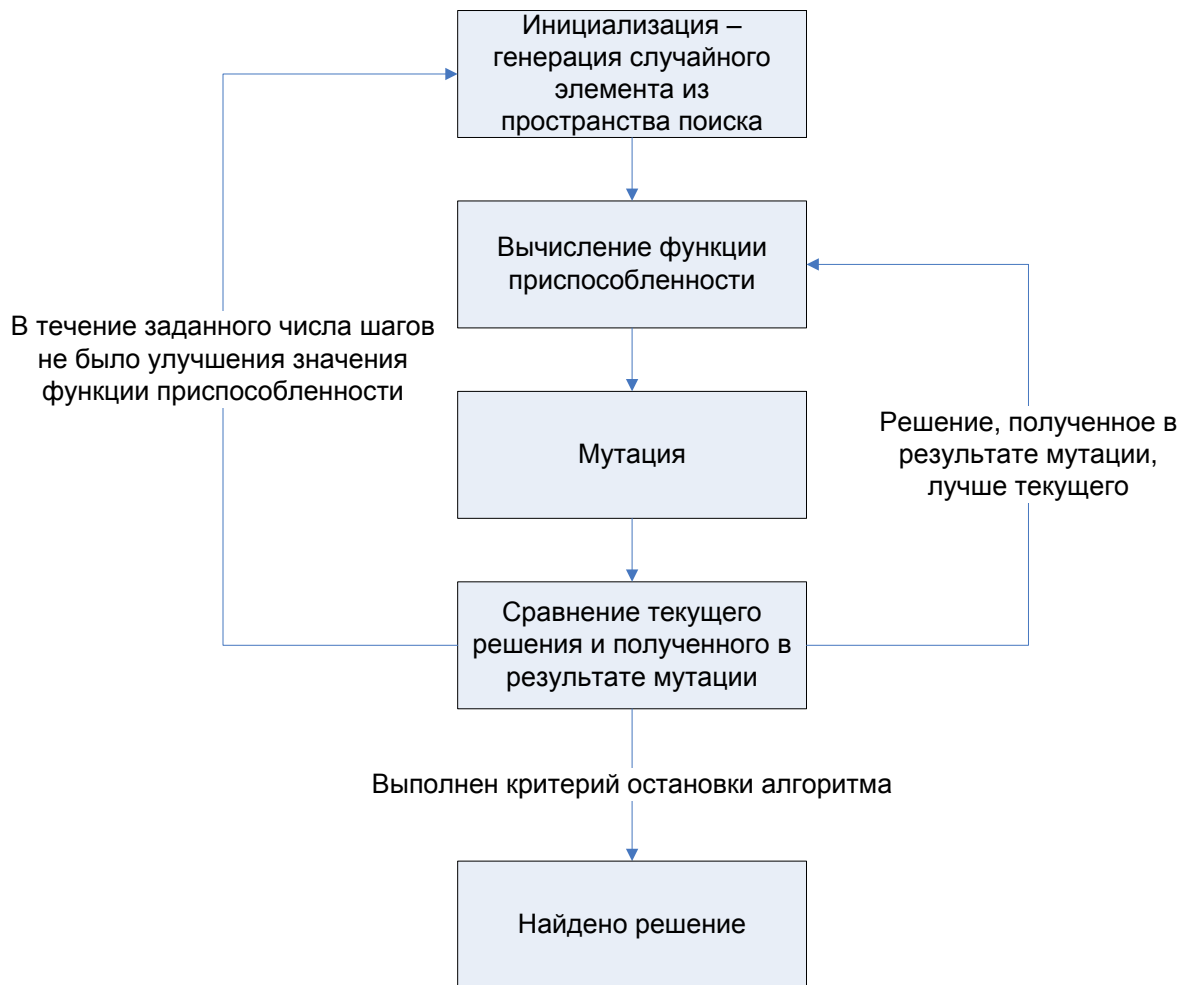 Инициализация –
генерация случайного
элемента из
пространства поиска
Вычисление функции
приспособленности
В течение заданного числа шагов
не было улучшения значения
функции приспособленности
Мутация
Решение, полученное в
результате мутации,
лучше текущего
Сравнение текущего
решения и полученного в
результате мутации
Выполнен критерий остановки алгоритма
Найдено решение